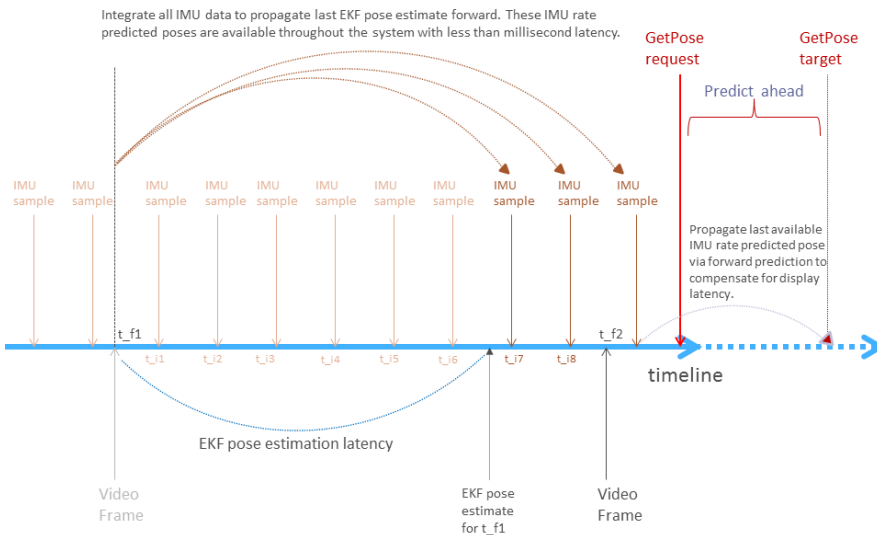 Integrate all IMU data to propagate last EKF pose estimate forward. These IMU rate
predicted poses are available throughout the system with less than millisecond latency.
GetPose
request
GetPose
target
Predict ahead
IMU
sample
IMU
sample
IMU
sample
IMU
sample
IMU
sample
IMU
sample
IMU
sample
IMU
sample
IMU
sample
IMU
sample
IMU
sample
Propagate last available
IMU rate predicted pose
via forward prediction to
compensate for display
latency.
t_f1
t_f2
t_i1
t_i2
t_i3
t_i4
t_i5
t_i6
t_i7
t_i8
timeline
EKF pose estimation latency
Video
Frame
EKF pose
estimate
for t_f1
Video
Frame